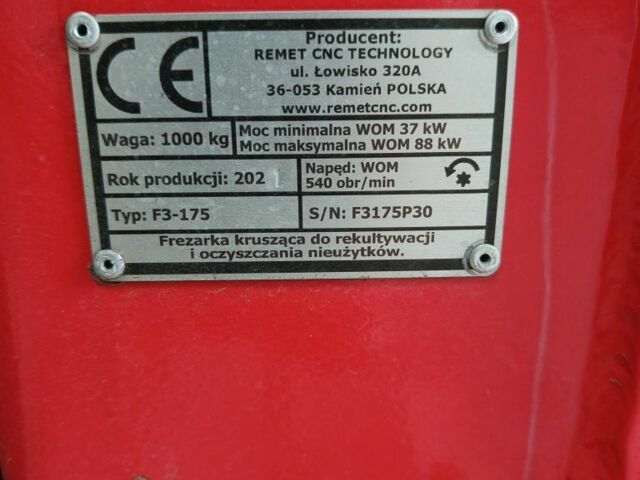 CE
Producent:
REMET CNC TECHNOLOGY
ul. Łowisko 320A
36-053 Kamień POLSKA
www.remetcnc.com
Waga: 1000 kg
Moc minimalna WOM 37 kW
Moc maksymalna WOM 88 kW
Rok produkcji: 2021
Napęd: WOM
540 obr/min
Typ: F3-175
S/N: F3175P30
Frezarka krusząca do rekultywacji
i oczyszczania nieużytków.